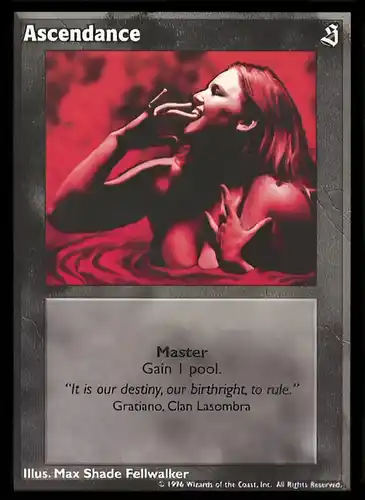 Ascendance
Master
Gain 1 pool.
"It is our destiny, our birthright, to rule."
Gratiano, Clan Lasombra
Illus. Max Shade Fellwalker
© 1996 Wizards of the Coast, Inc. All Rights Reserved.